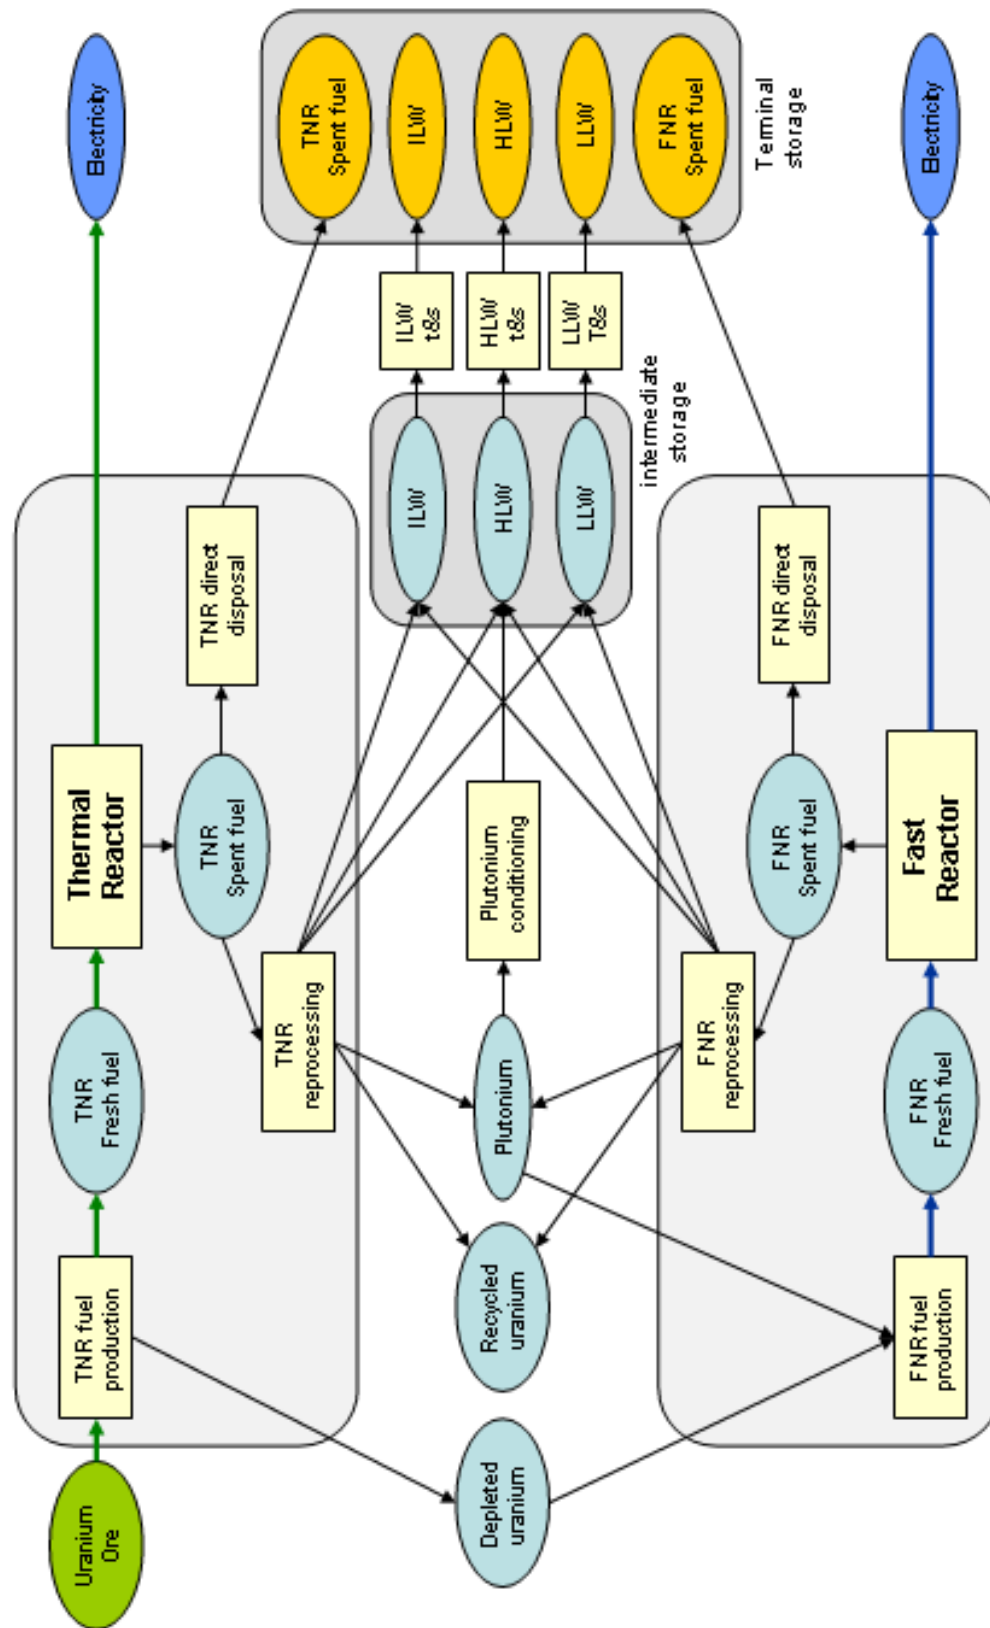 Uranium
Ore
TNR fuel
production
TNR
Fresh fuel
Thermal
Reactor
Electricity
TNR
Spent fuel
TNR direct
disposal
TNR
reprocessing
TNR
Spent fuel
ILW
ILW
t&s
ILW
Depleted
uranium
Recycled
uranium
Plutonium
Plutonium
conditioning
HLW
HLW
t&s
HLW
LLW
LLW
T&s
LLW
intermediate
storage
FNR
Spent fuel
Terminal
storage
FNR
reprocessing
FNR
Spent fuel
FNR direct
disposal
FNR fuel
production
FNR
Fresh fuel
Fast
Reactor
Electricity